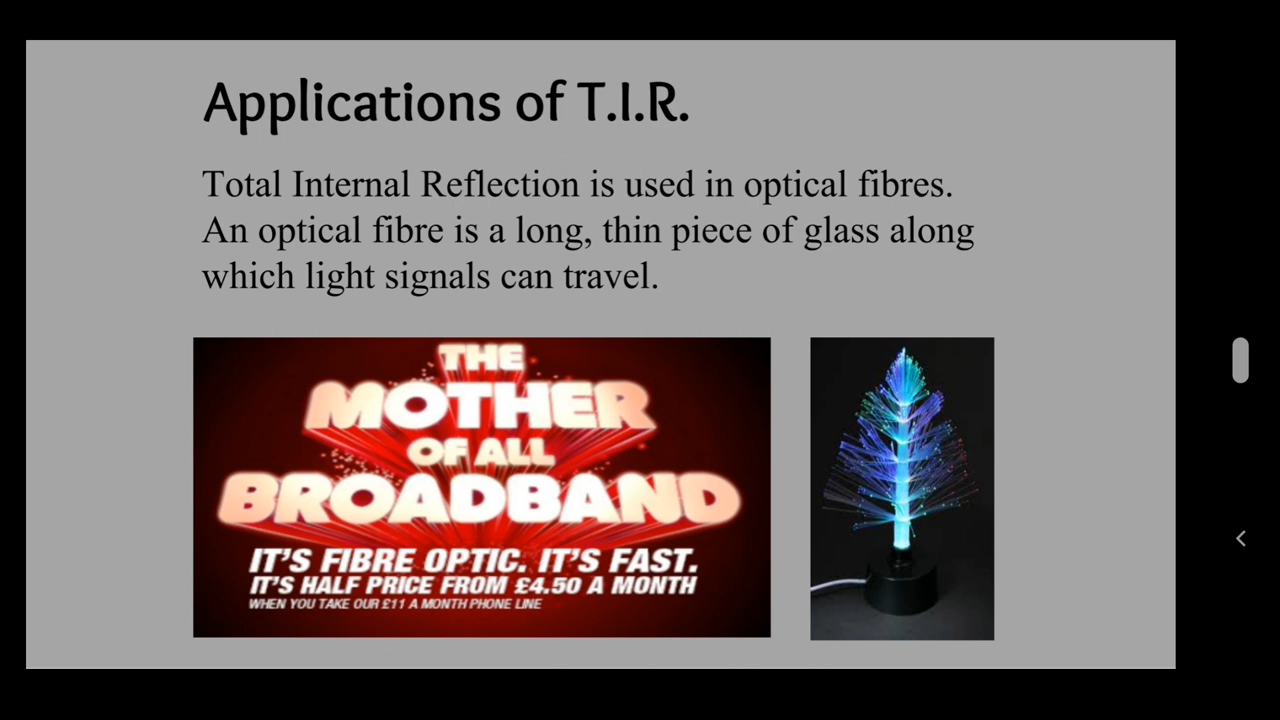 Applications of T.I.R.
Total Internal Reflection is used in optical fibres.
An optical fibre is a long, thin piece of glass along
which light signals can travel.
THE
MOTHER
OF ALL
BROADBAND
IT'S FIBRE OPTIC. IT'S FAST.
IT'S HALF PRICE FROM £4.50 A MONTH
WHEN YOU TAKE OUR £11 A MONTH PHONE LINE